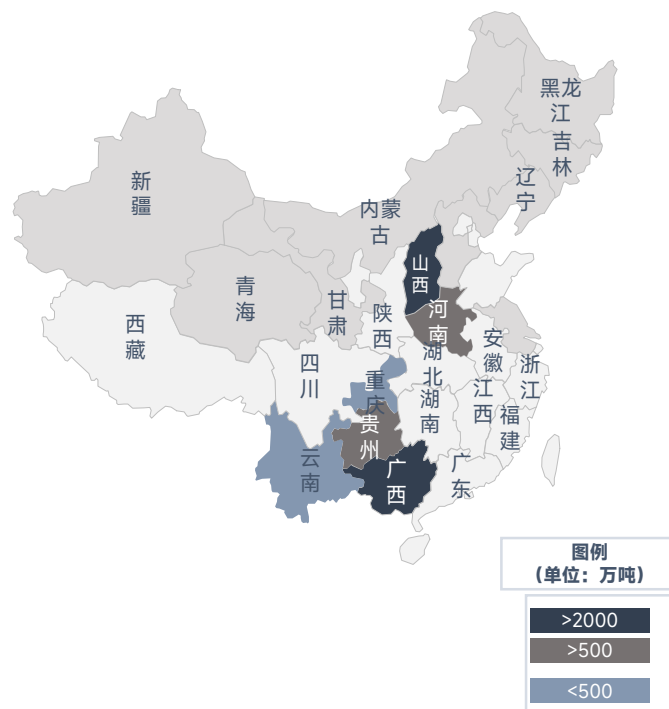 黑龙
江
吉
林
辽
宁
新
疆
内蒙
古
山
西
青
海
甘
肃
河
南
陕
西
西
藏
安
徽
湖
北
四
川
浙
江
重
庆
江
西
湖
南
福
建
贵
州
云
南
广
西
广
东
图例
(单位：万吨)
>2000
>500
<500